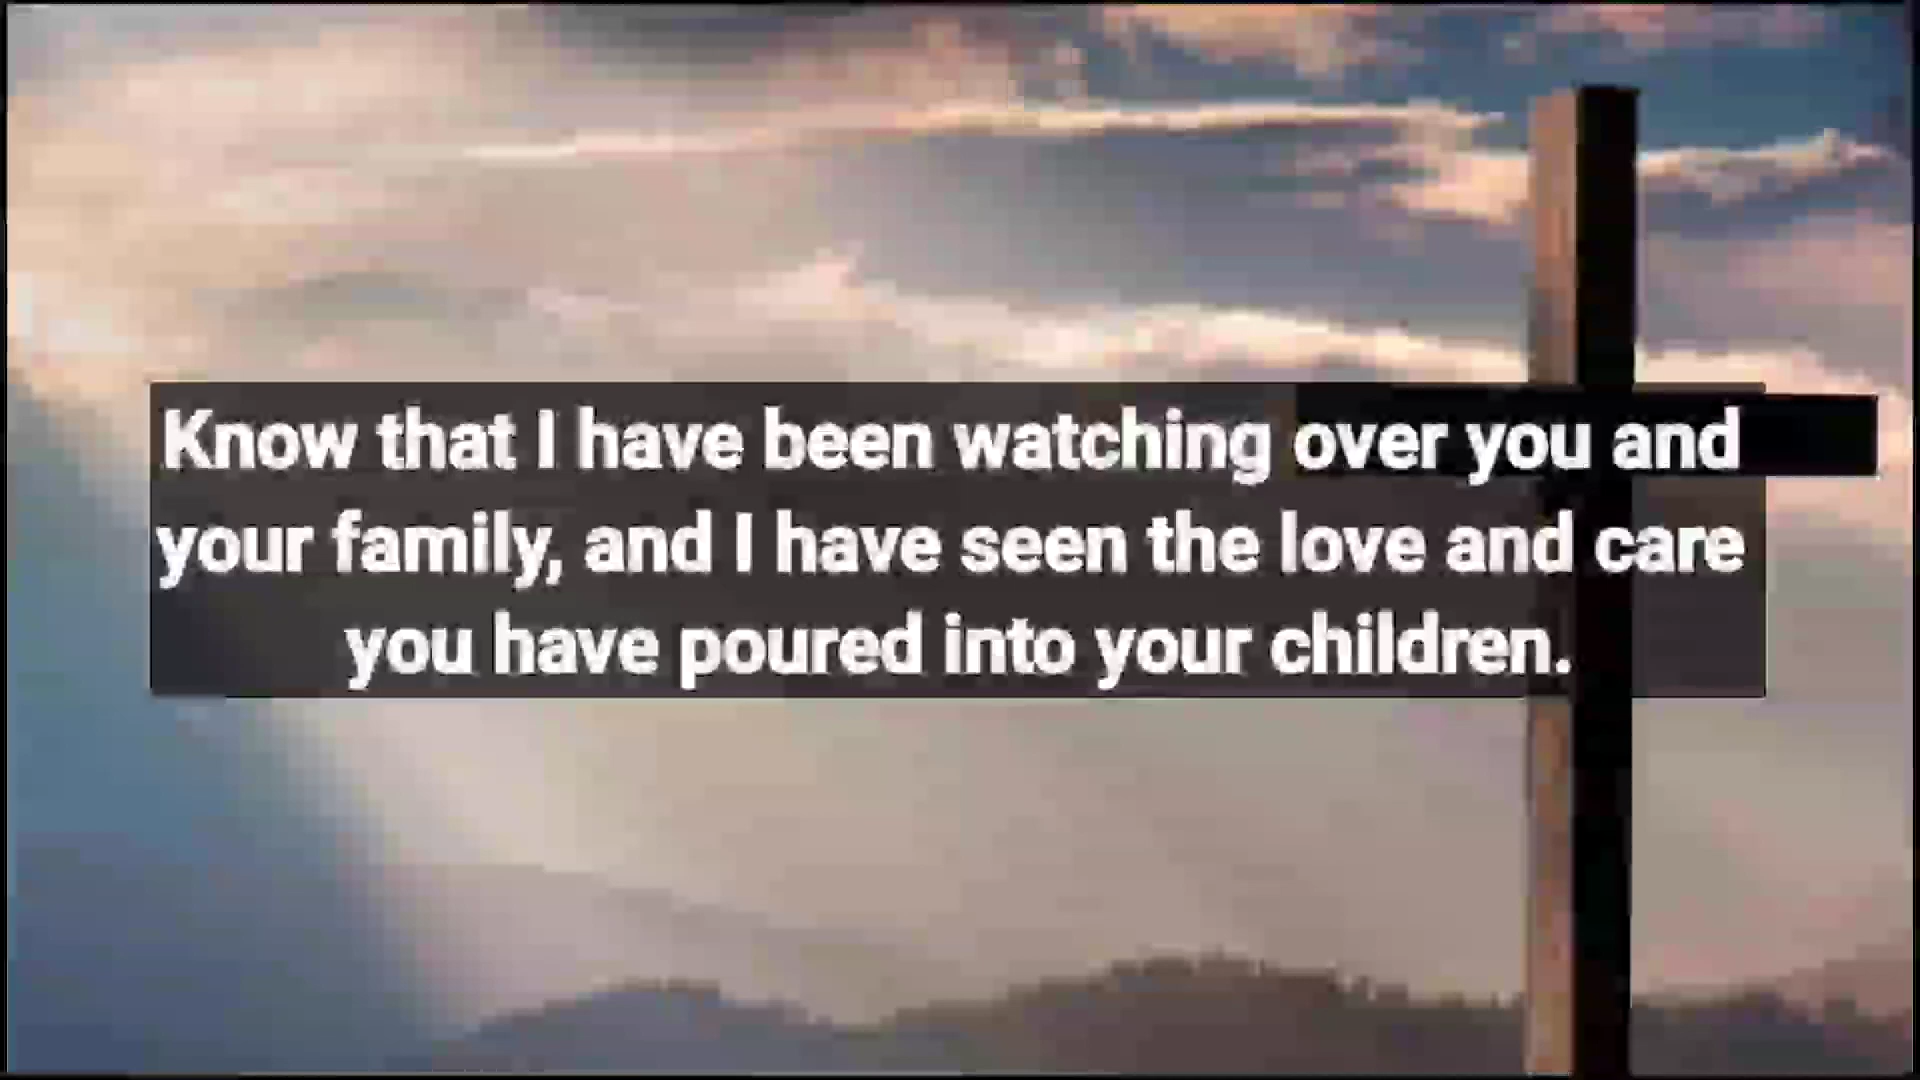 Know that I have been watching over you and
your family, and I have seen the love and care
you have poured into your children.